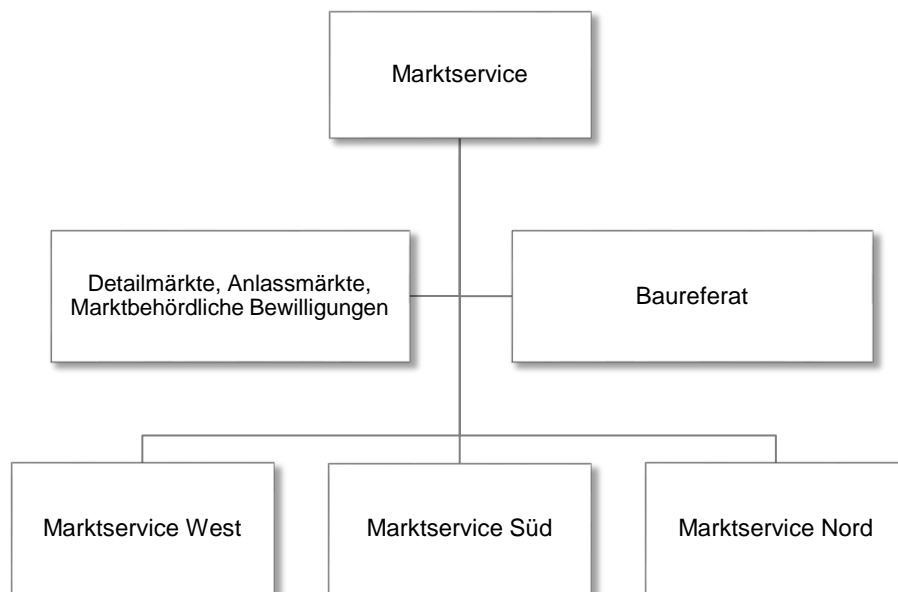 Marktservice
Detailmärkte, Anlassmärkte,
Marktbehördliche Bewilligungen
Baureferat
Marktservice West
Marktservice Süd
Marktservice Nord